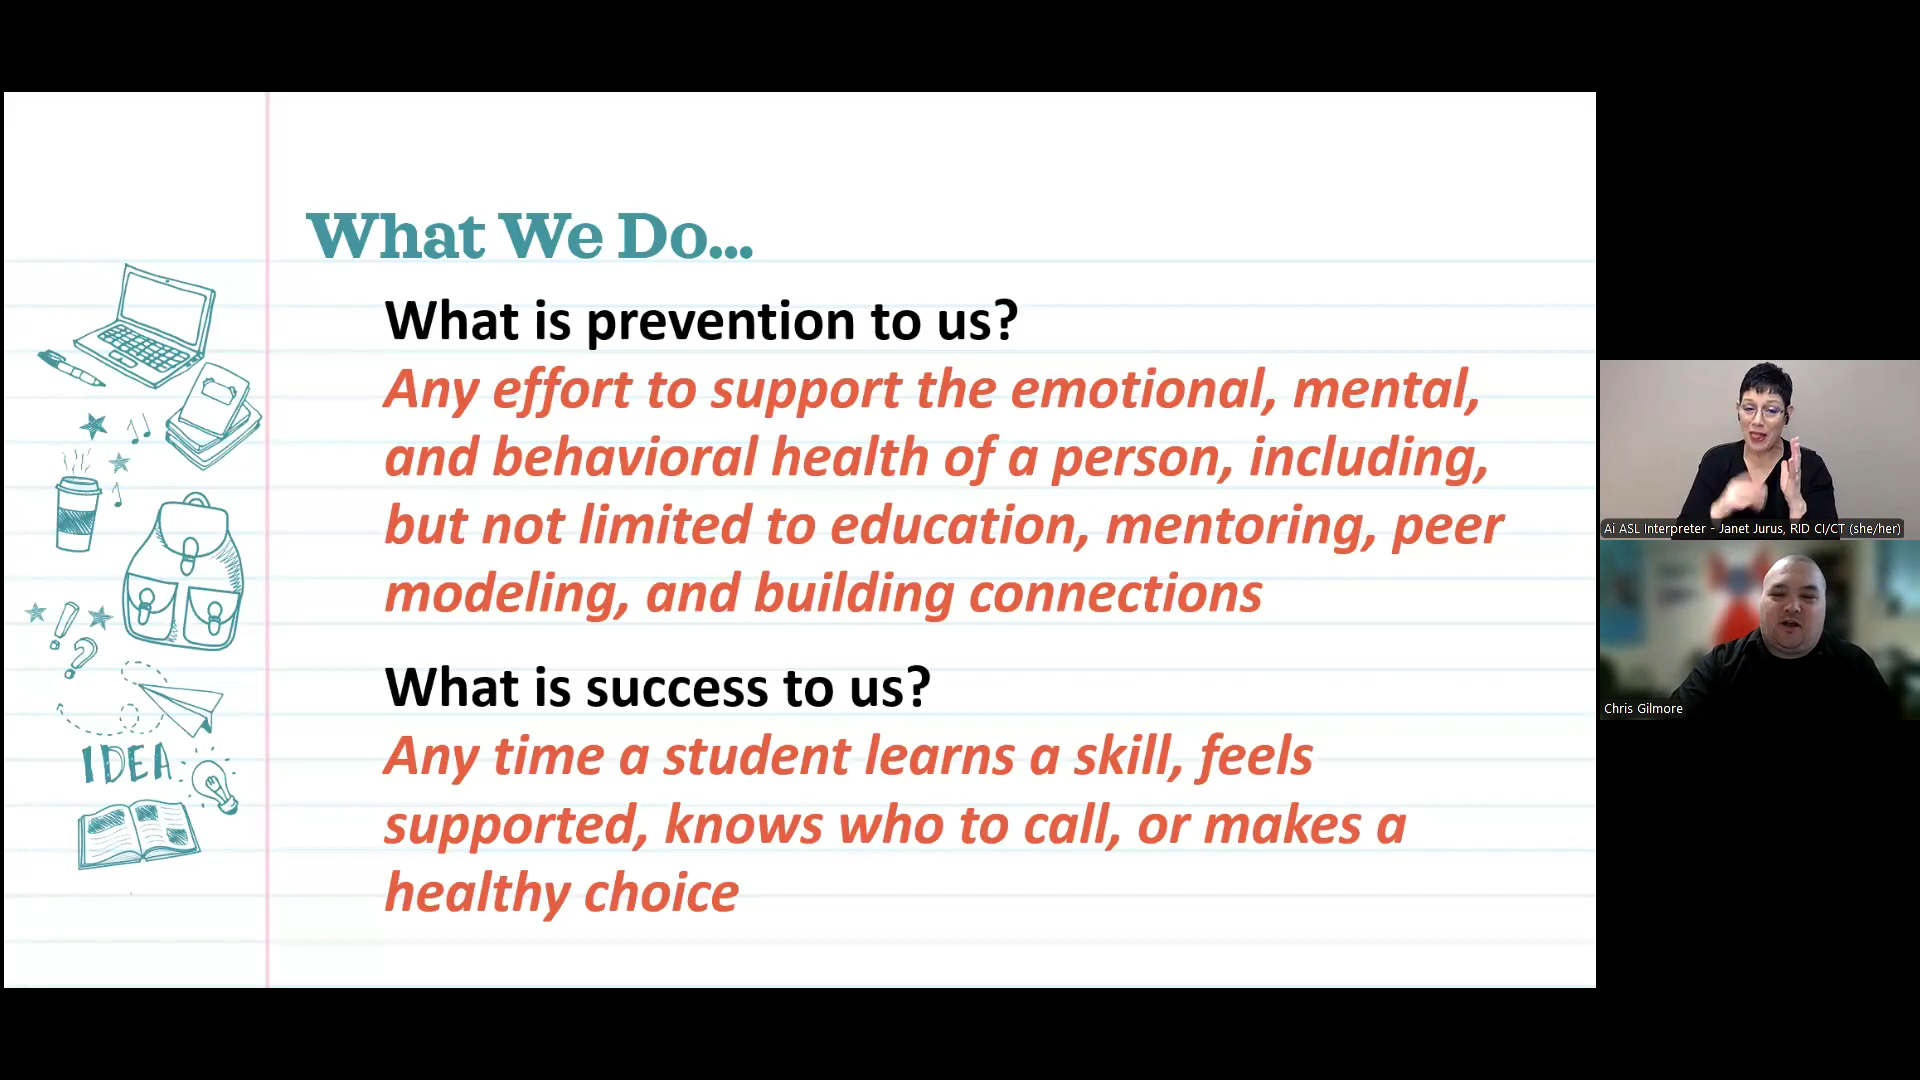 What We Do...
What is prevention to us?
Any effort to support the emotional, mental,
and behavioral health of a person, including,
but not limited to education, mentoring, peer
modeling, and building connections
What is success to us?
Any time a student learns a skill, feels
supported, knows who to call, or makes a
healthy choice
IDEA
Ai ASL Interpreter - Janet Jurus, RID CI/CT (she/her)
Chris Gilmore